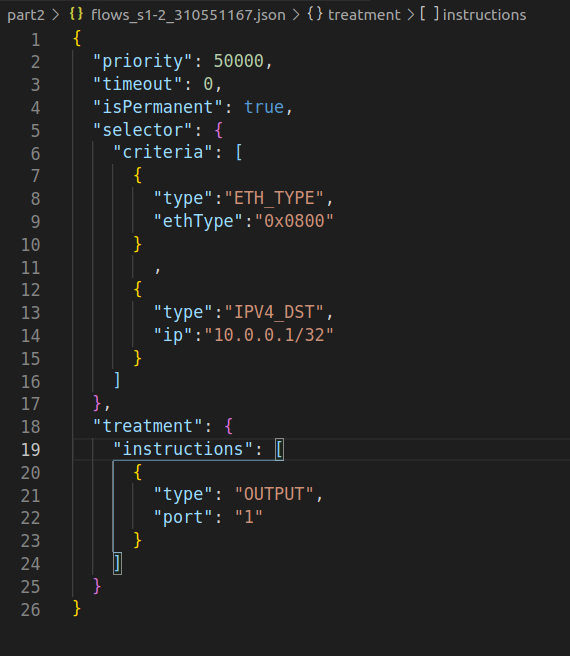 part2 > {} flows_s1-2_310551167.json > {} treatment > [ ] instructions
1 {
2   "priority": 50000,
3   "timeout": 0,
4   "isPermanent": true,
5   "selector": {
6     "criteria": [
7       {
8         "type":"ETH_TYPE",
9         "ethType":"0x0800"
10       }
11         ,
12       {
13         "type":"IPV4_DST",
14         "ip":"10.0.0.1/32"
15       }
16     ]
17   },
18   "treatment": {
19     "instructions": [
20       {
21         "type": "OUTPUT",
22         "port": "1"
23       }
24     ]
25   }
26 }